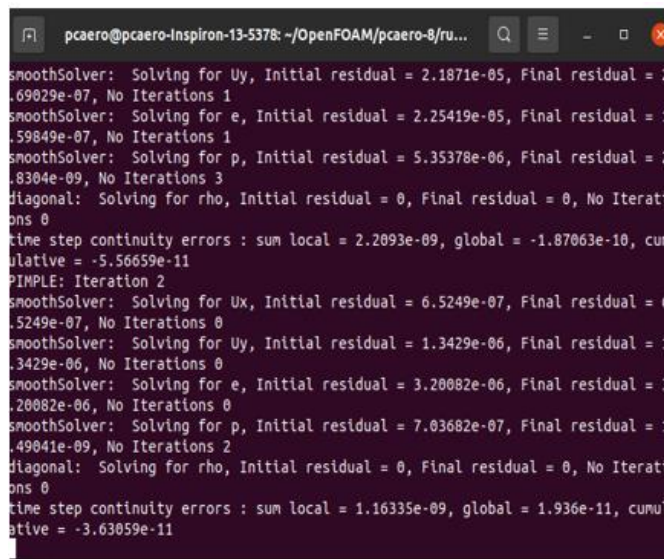 pcaero@pcaero-Inspiron-13-5378: ~/OpenFOAM/pcaero-8/ru...
smoothSolver:  Solving for Uy, Initial residual = 2.1871e-05, Final residual = 2
.69029e-07, No Iterations 1
smoothSolver:  Solving for e, Initial residual = 2.25419e-05, Final residual =
.59849e-07, No Iterations 1
smoothSolver:  Solving for p, Initial residual = 5.35378e-06, Final residual = 2
.8304e-09, No Iterations 3
diagonal:  Solving for rho, Initial residual = 0, Final residual = 0, No Iterati
ons 0
time step continuity errors : sum local = 2.2093e-09, global = -1.87063e-10, cum
ulative = -5.56659e-11
PIMPLE: Iteration 2
smoothSolver:  Solving for Ux, Initial residual = 6.5249e-07, Final residual = 6
.5249e-07, No Iterations 0
smoothSolver:  Solving for Uy, Initial residual = 1.3429e-06, Final residual = 1
.3429e-06, No Iterations 0
smoothSolver:  Solving for e, Initial residual = 3.20082e-06, Final residual = 3
.20082e-06, No Iterations 0
smoothSolver:  Solving for p, Initial residual = 7.03682e-07, Final residual =
.49041e-09, No Iterations 2
diagonal:  Solving for rho, Initial residual = 0, Final residual = 0, No Iterati
ons 0
time step continuity errors : sum local = 1.16335e-09, global = 1.936e-11, cumul
ative = -3.63059e-11